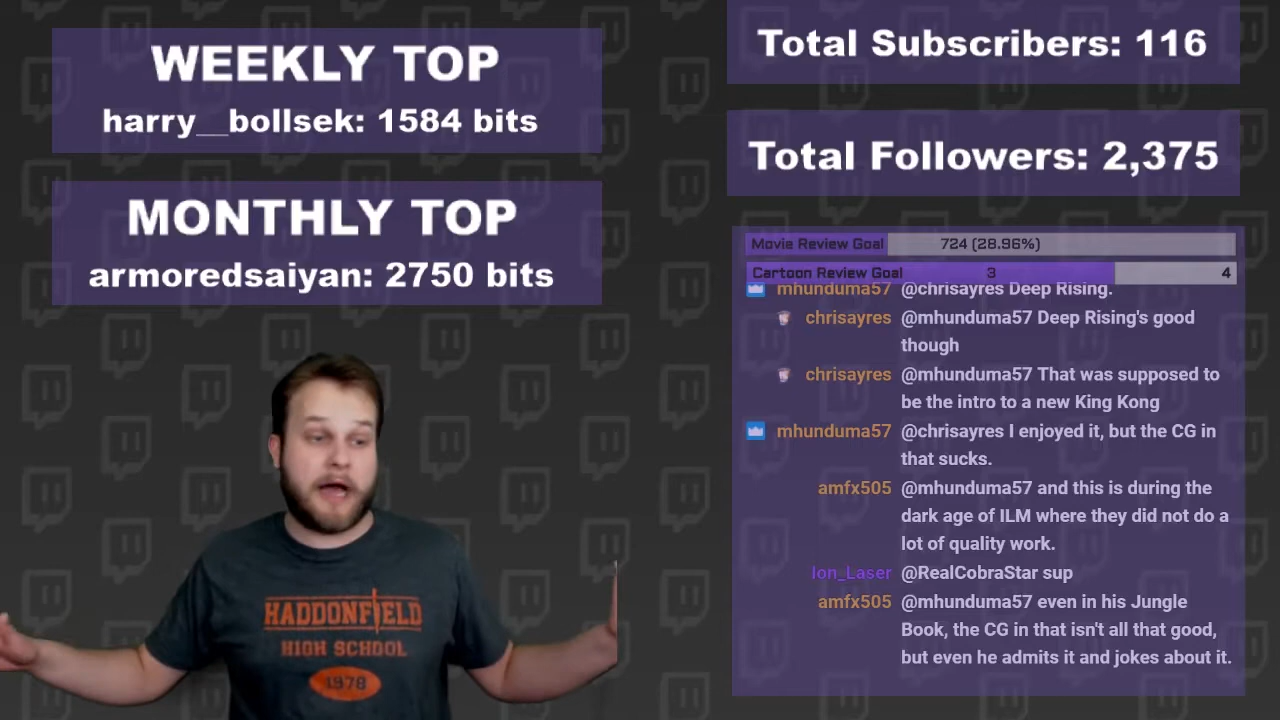 WEEKLY TOP
harry__bollsek: 1584 bits
MONTHLY TOP
armoredsaiyan: 2750 bits
Total Subscribers: 116
Total Followers: 2,375
Movie Review Goal 724 (28.96%)
Cartoon Review Goal 3 4
mhunduma57 @chrisayres Deep Rising.
chrisayres @mhunduma57 Deep Rising's good
though
chrisayres @mhunduma57 That was supposed to
be the intro to a new King Kong
mhunduma57 @chrisayres I enjoyed it, but the CG in
that sucks.
amfx505 @mhunduma57 and this is during the
dark age of ILM where they did not do a
lot of quality work.
Ion_Laser @RealCobraStar sup
amfx505 @mhunduma57 even in his Jungle
Book, the CG in that isn't all that good,
but even he admits it and jokes about it.
HADDONFIELD
HIGH SCHOOL
1978